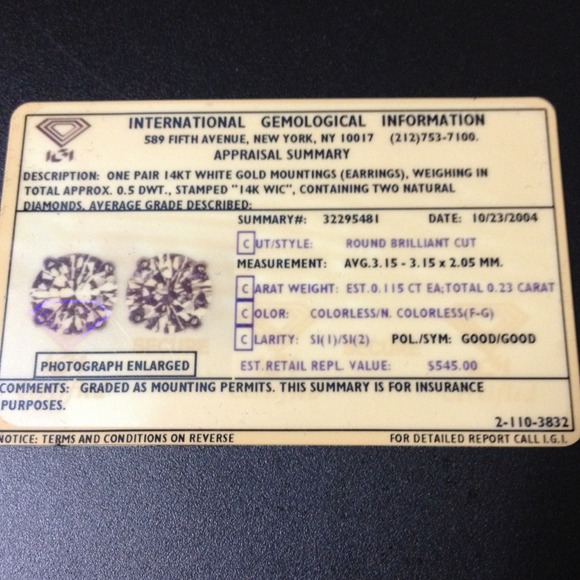 IGI
INTERNATIONAL GEMOLOGICAL INFORMATION
589 FIFTH AVENUE, NEW YORK, NY 10017 (212)753-7100.
APPRAISAL SUMMARY
DESCRIPTION: ONE PAIR 14KT WHITE GOLD MOUNTINGS (EARRINGS), WEIGHING IN
TOTAL APPROX. 0.5 DWT., STAMPED "14K WIC", CONTAINING TWO NATURAL
DIAMONDS, AVERAGE GRADE DESCRIBED:
SUMMARY#: 32295481 DATE: 10/23/2004
CUT/STYLE: ROUND BRILLIANT CUT
MEASUREMENT: AVG.3.15 - 3.15 x 2.05 MM.
CARAT WEIGHT: EST. 0.115 CT EA;TOTAL 0.23 CARAT
COLOR: COLORLESS/N. COLORLESS(F-G)
CLARITY: SI(1)/SI(2) POL./SYM: GOOD/GOOD
EST. RETAIL REPL. VALUE: $545.00
PHOTOGRAPH ENLARGED
COMMENTS: GRADED AS MOUNTING PERMITS. THIS SUMMARY IS FOR INSURANCE
PURPOSES.
2-110-3832
NOTICE: TERMS AND CONDITIONS ON REVERSE FOR DETAILED REPORT CALL I.G.I.